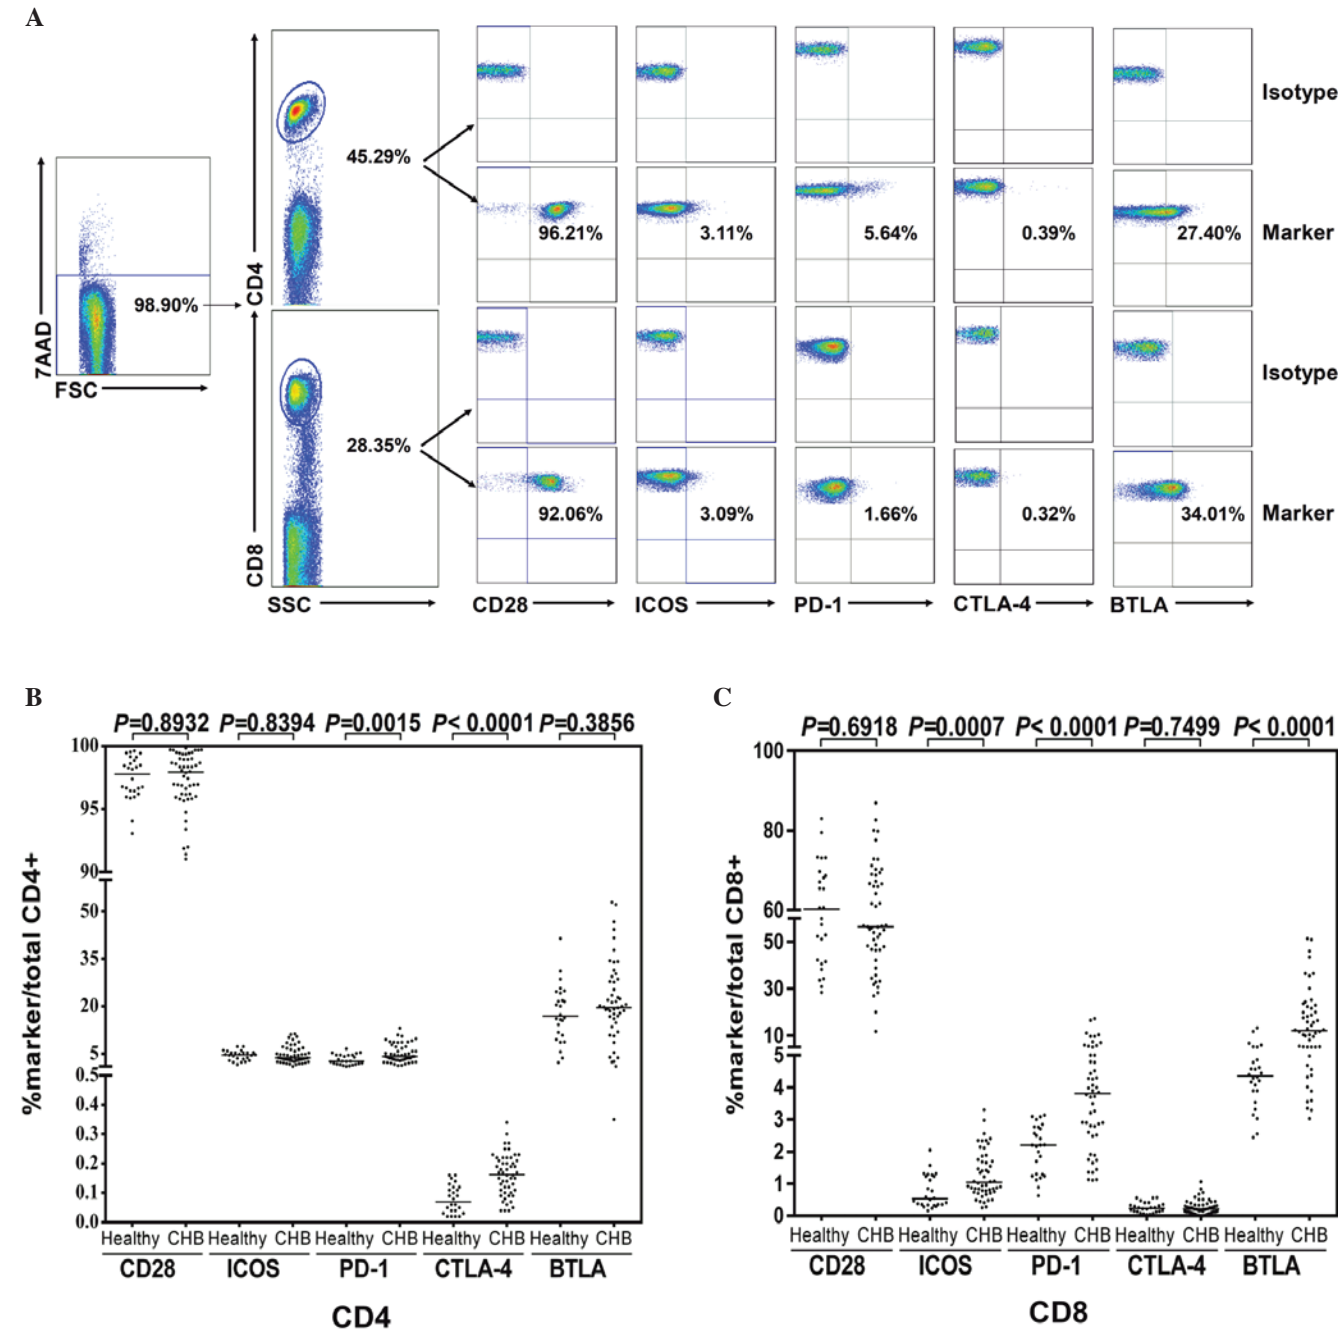 A
Isotype
CD4
45.29%
7AAD
98.90%
96.21%
3.11%
5.64%
0.39%
27.40%
Marker
FSC
Isotype
CD8
28.35%
92.06%
3.09%
1.66%
0.32%
34.01%
Marker
SSC
CD28
ICOS
PD-1
CTLA-4
BTLA
B
P=0.8932 P=0.8394 P=0.0015 P< 0.0001 P=0.3856
%marker/total CD4+
100
95
90
50
35
20
5
0.5
0.4
0.3
0.2
0.1
0.0
Healthy CHB Healthy CHB Healthy CHB Healthy CHB Healthy CHB
CD28 ICOS PD-1 CTLA-4 BTLA
CD4
C
P=0.6918 P=0.0007 P< 0.0001 P=0.7499 P< 0.0001
%marker/total CD8+
100
80
60
50
30
10
5
4
3
2
1
0
Healthy CHB Healthy CHB Healthy CHB Healthy CHB Healthy CHB
CD28 ICOS PD-1 CTLA-4 BTLA
CD8